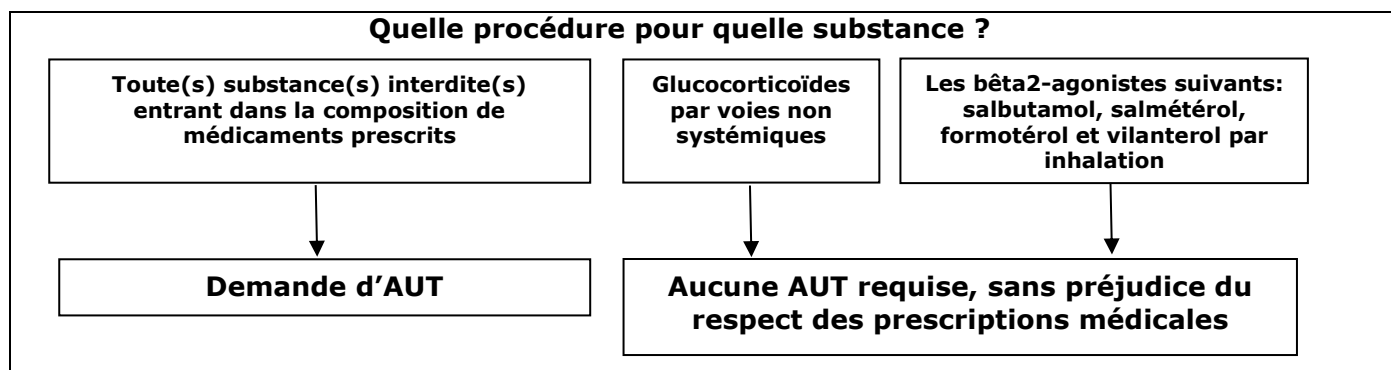 Quelle procédure pour quelle substance ?
Toute(s) substance(s) interdite(s)
entrant dans la composition de
médicaments prescrits
Glucocorticoïdes
par voies non
systémiques
Les bêta2-agonistes suivants:
salbutamol, salmétérol,
formotérol et vilanterol par
inhalation
Demande d’AUT
Aucune AUT requise, sans préjudice du
respect des prescriptions médicales